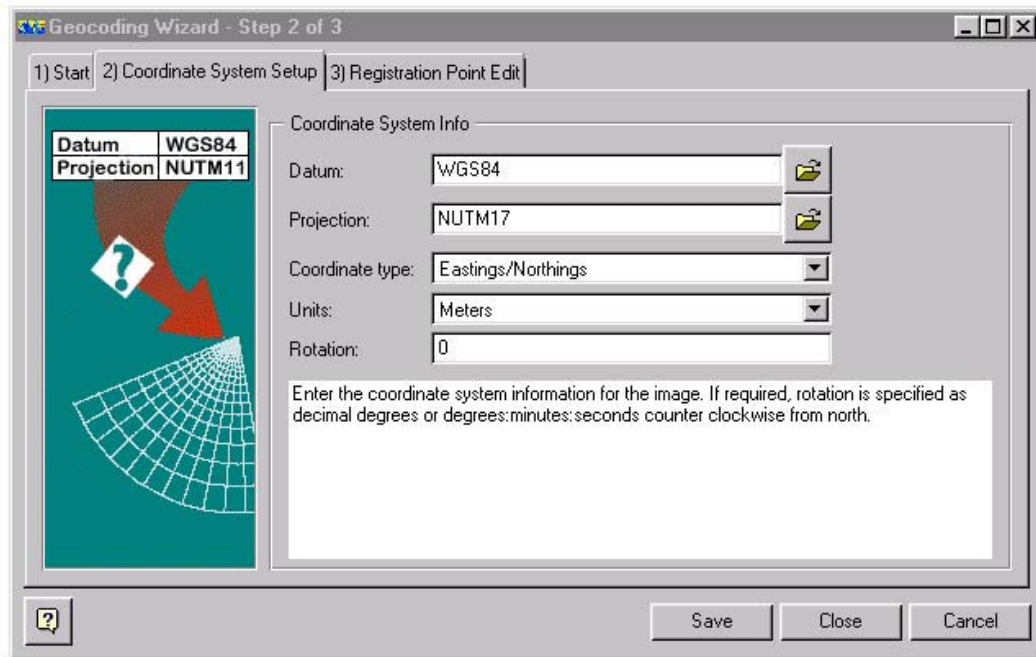 Geocoding Wizard - Step 2 of 3
1) Start 2) Coordinate System Setup 3) Registration Point Edit
Datum WGS84
Projection NUTM11
?
Coordinate System Info
Datum: WGS84
Projection: NUTM17
Coordinate type: Eastings/Northings
Units: Meters
Rotation: 0
Enter the coordinate system information for the image. If required, rotation is specified as
decimal degrees or degrees:minutes:seconds counter clockwise from north.
? Save Close Cancel